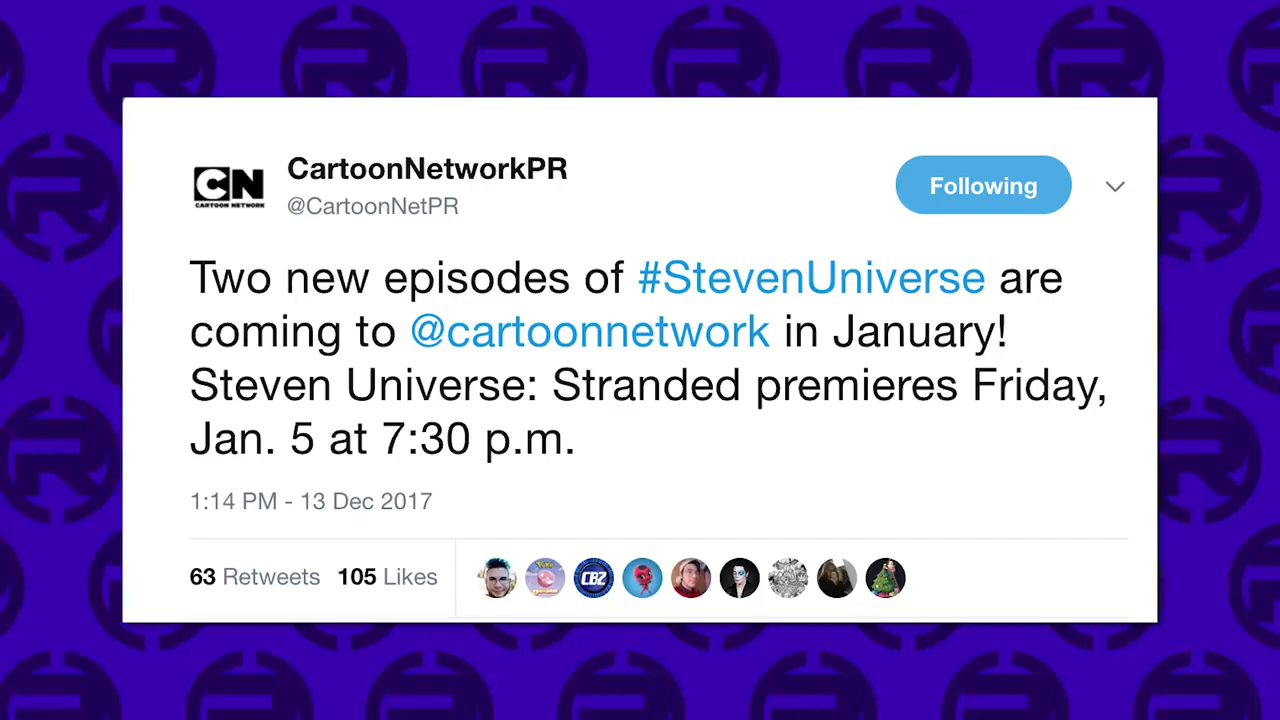 CN
CARTOON NETWORK
CartoonNetworkPR
@CartoonNetPR
Following
Two new episodes of #StevenUniverse are
coming to @cartoonnetwork in January!
Steven Universe: Stranded premieres Friday,
Jan. 5 at 7:30 p.m.
1:14 PM - 13 Dec 2017
63 Retweets 105 Likes
CBZ